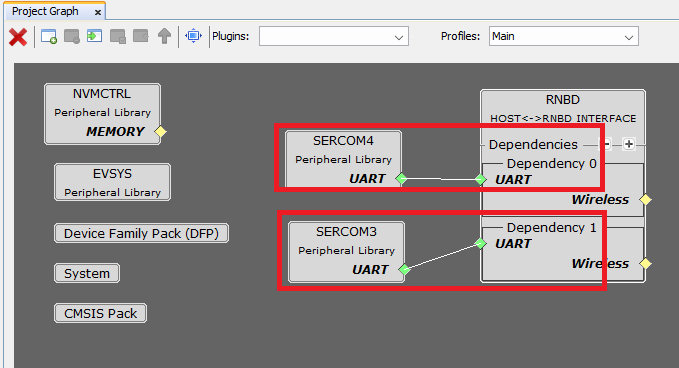 Project Graph
Plugins:
Profiles: Main
NVMCTRL
Peripheral Library
MEMORY
EVSYS
Peripheral Library
Device Family Pack (DFP)
System
CMSIS Pack
SERCOM4
Peripheral Library
UART
SERCOM3
Peripheral Library
UART
RNBD
HOST<->RNBD INTERFACE
Dependencies
Dependency 0
UART
Wireless
Dependency 1
UART
Wireless